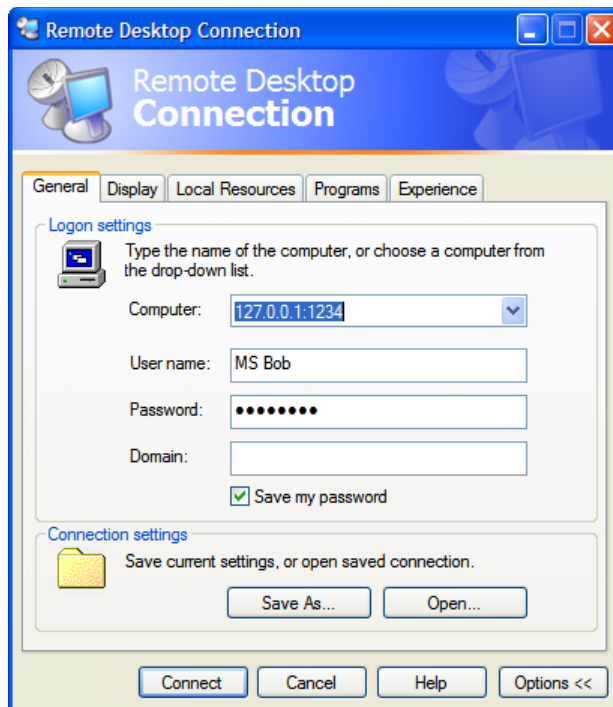 Remote Desktop Connection
Remote Desktop
Connection
General Display Local Resources Programs Experience
Logon settings
Type the name of the computer, or choose a computer from
the drop-down list.
Computer: 127.0.0.1:1234
User name: MS Bob
Password: ••••••••
Domain:
Save my password
Connection settings
Save current settings, or open saved connection.
Save As... Open...
Connect Cancel Help Options <<